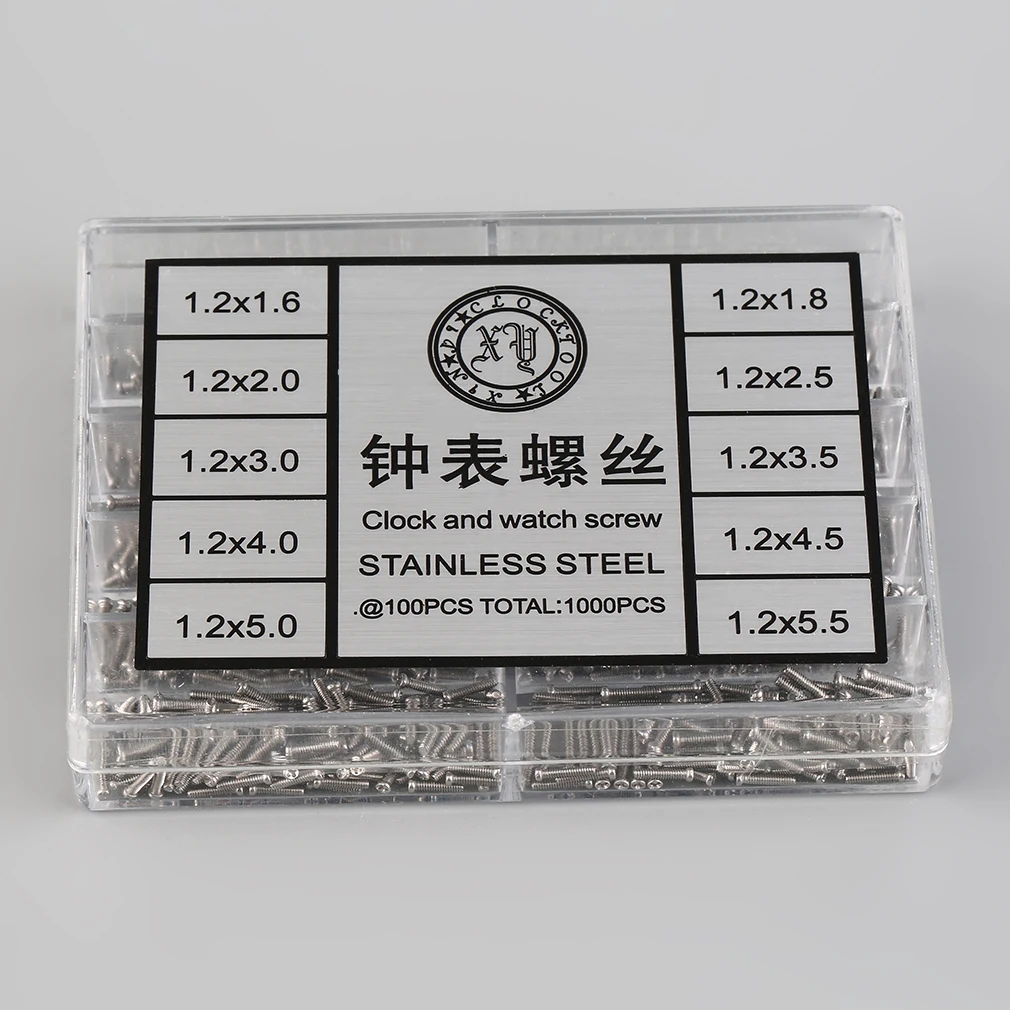 1.2x1.6
1.2x2.0
1.2x3.0
1.2x4.0
1.2x5.0
CLOCKTOOL
XY
钟表螺丝
Clock and watch screw
STAINLESS STEEL
.@100PCS TOTAL:1000PCS
1.2x1.8
1.2x2.5
1.2x3.5
1.2x4.5
1.2x5.5